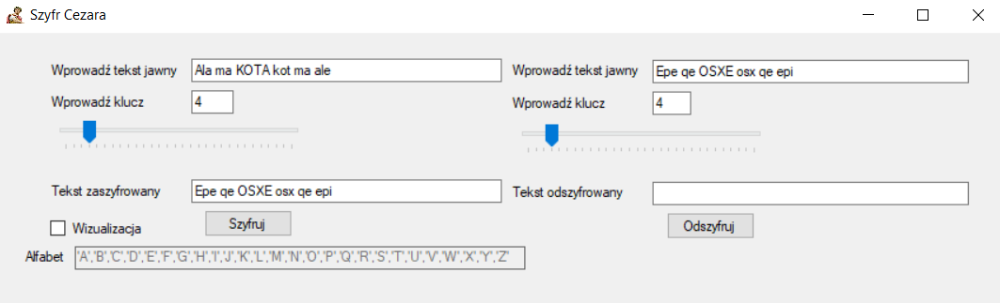 Szyfr Cezara
Wprowadź tekst jawny Ala ma KOTA kot ma ale
Wprowadź klucz 4
Tekst zaszyfrowany Epe qe OSXE osx qe epi
Wizualizacja Szyfruj
Alfabet 'A','B','C','D','E','F','G','H','I','J','K','L','M','N','O','P','Q','R','S','T','U','V','W','X','Y','Z'
Wprowadź tekst jawny Epe qe OSXE osx qe epi
Wprowadź klucz 4
Tekst odszyfrowany
Odszyfruj